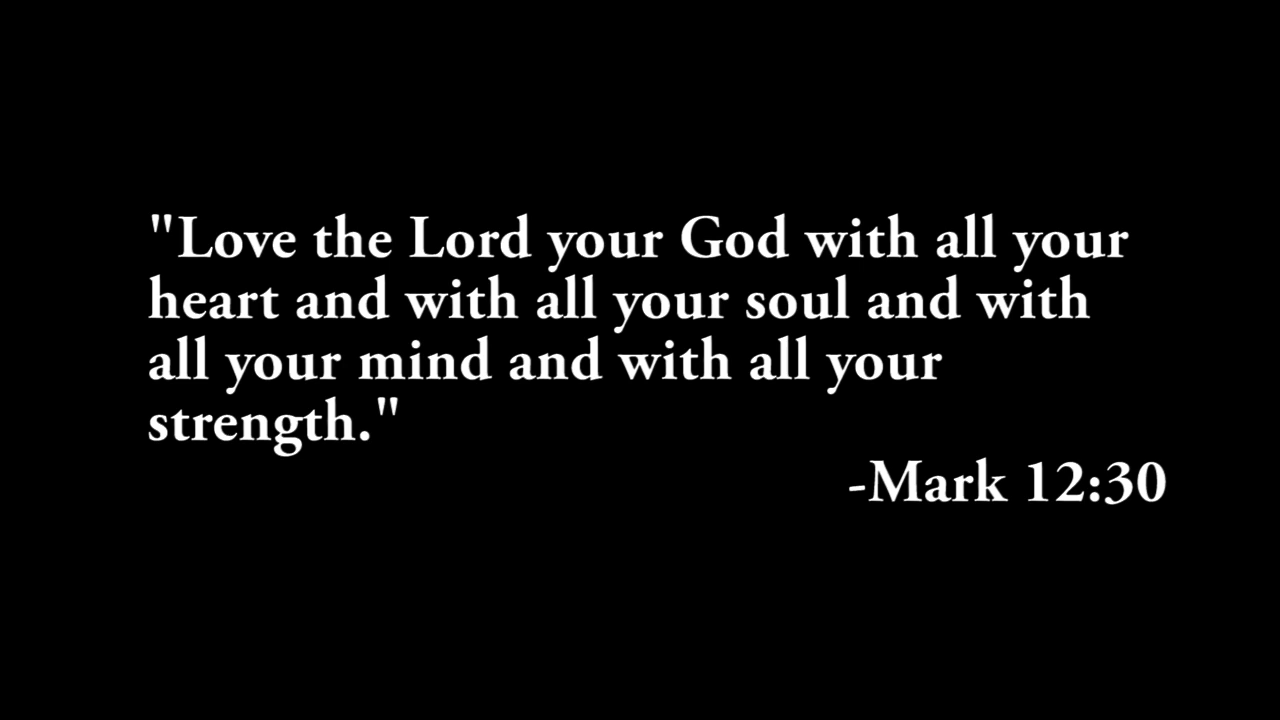 "Love the Lord your God with all your
heart and with all your soul and with
all your mind and with all your
strength."
-Mark 12:30